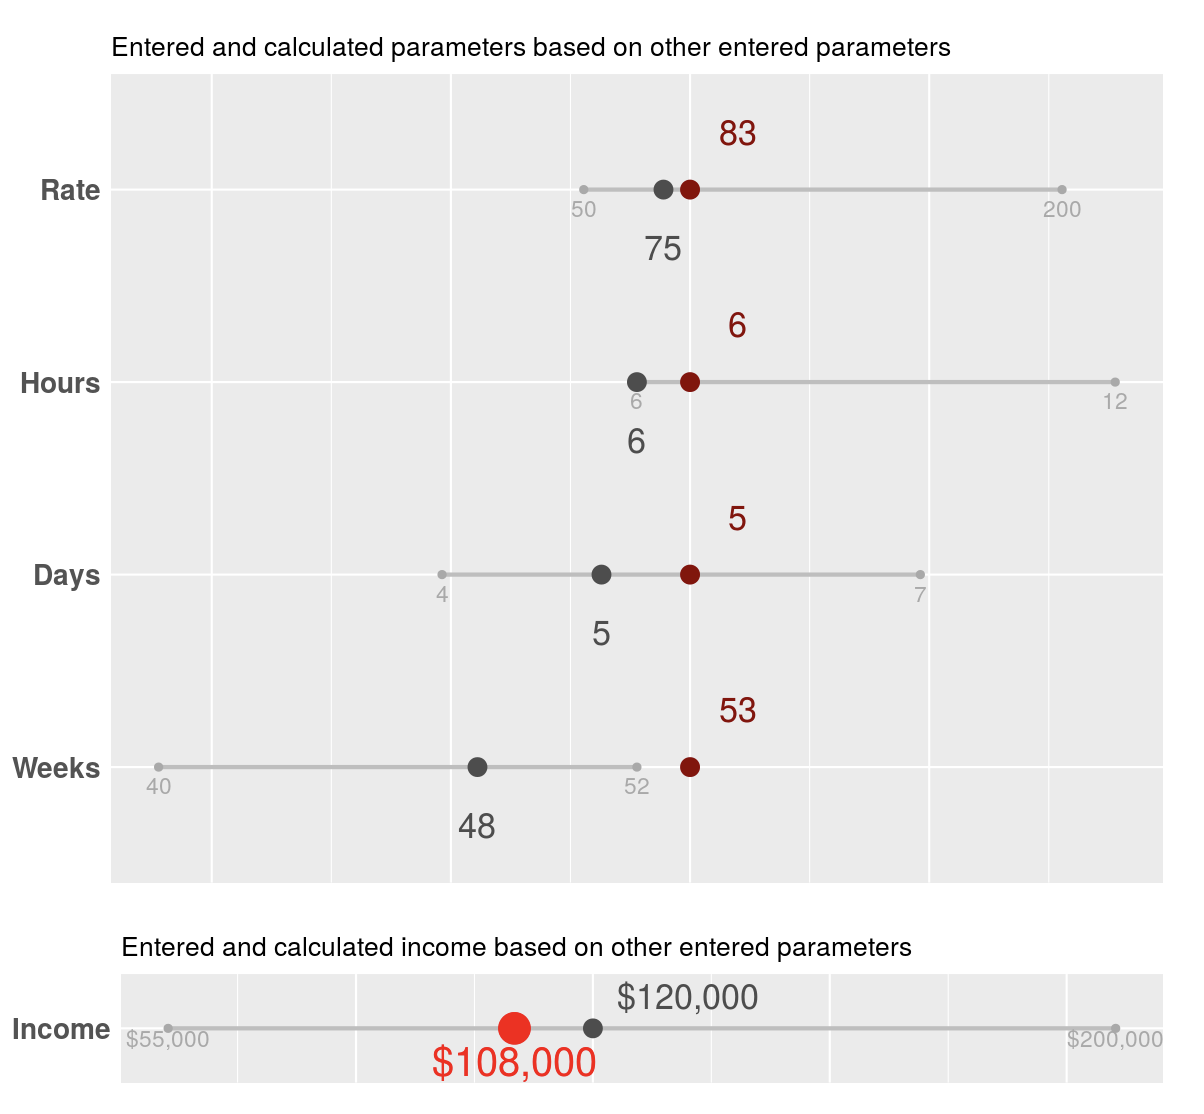 Entered and calculated parameters based on other entered parameters
83
Rate
50
200
75
6
Hours
6
12
6
5
Days
4
7
5
53
Weeks
40
52
48
Entered and calculated income based on other entered parameters
$120,000
Income
$55,000
$200,000
$108,000